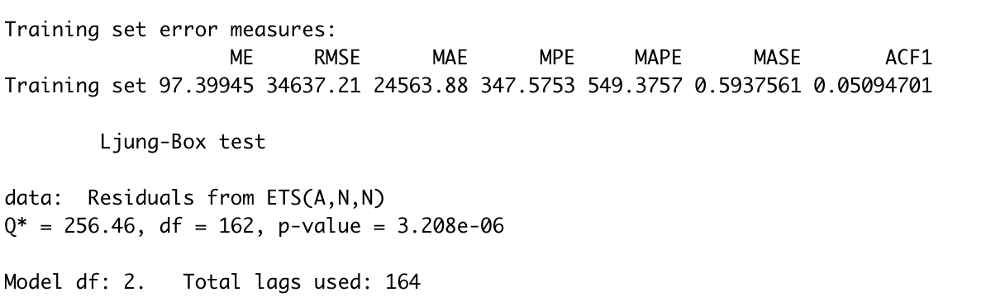 Training set error measures:
ME RMSE MAE MPE MAPE MASE ACF1
Training set 97.39945 34637.21 24563.88 347.5753 549.3757 0.5937561 0.05094701
Ljung-Box test
data: Residuals from ETS(A,N,N)
Q* = 256.46, df = 162, p-value = 3.208e-06
Model df: 2. Total lags used: 164